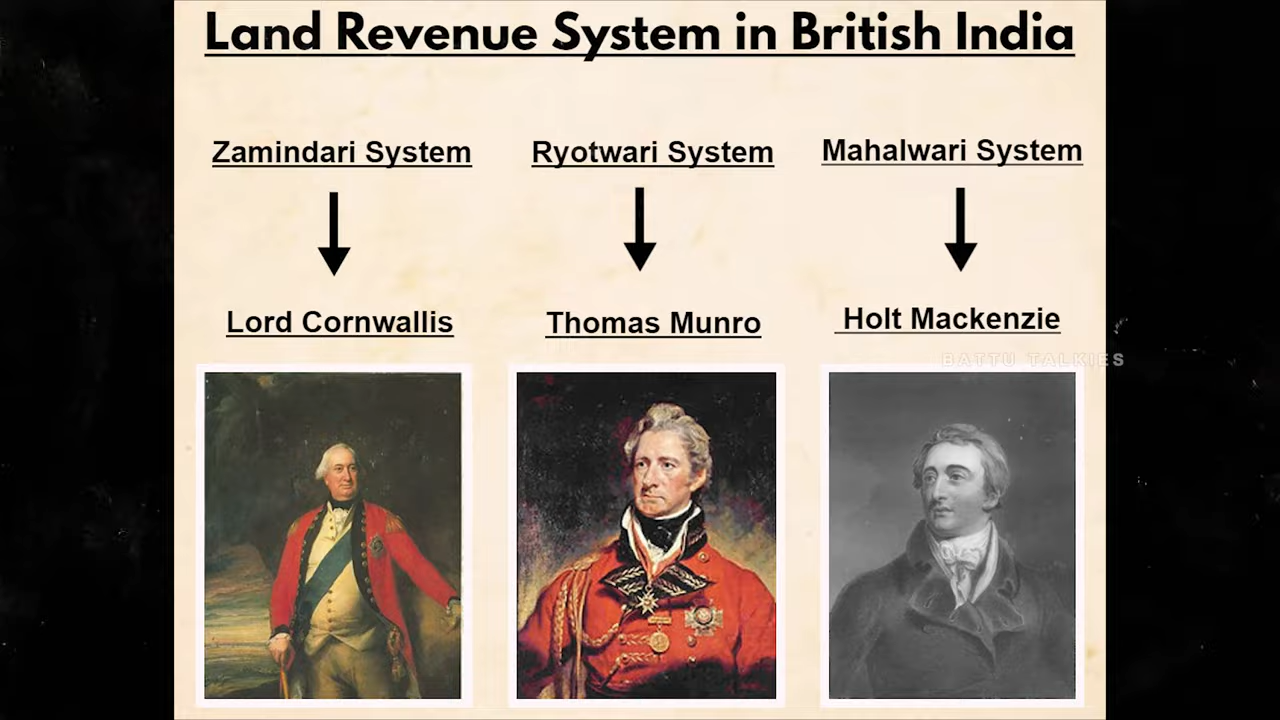 Land Revenue System in British India
Zamindari System
Ryotwari System
Mahalwari System
Lord Cornwallis
Thomas Munro
Holt Mackenzie
BATTU TALKIES